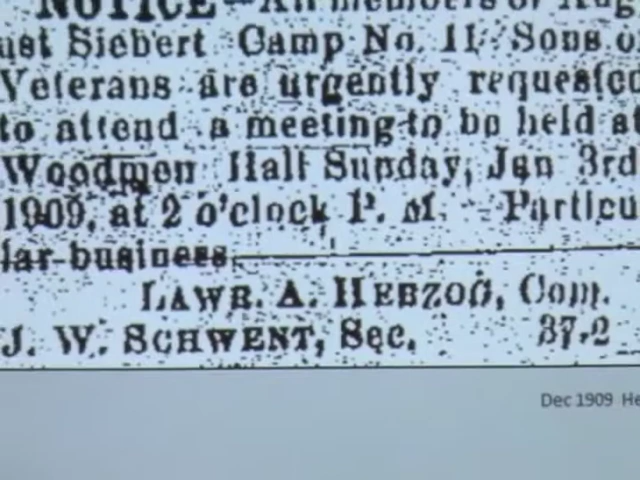 NOTICE—All members of Aug
ust Siebert Camp No. 11, Sons o
Veterans are urgently requested
to attend a meeting to be held at
Woodmen Hall Sunday, Jan 3rd
1909, at 2 o'clock P. M. Particu
lar business.
LAWR. A. HERZOG, Com.
J. W. SCHWENT, Sec. 37-2
Dec 1909 He